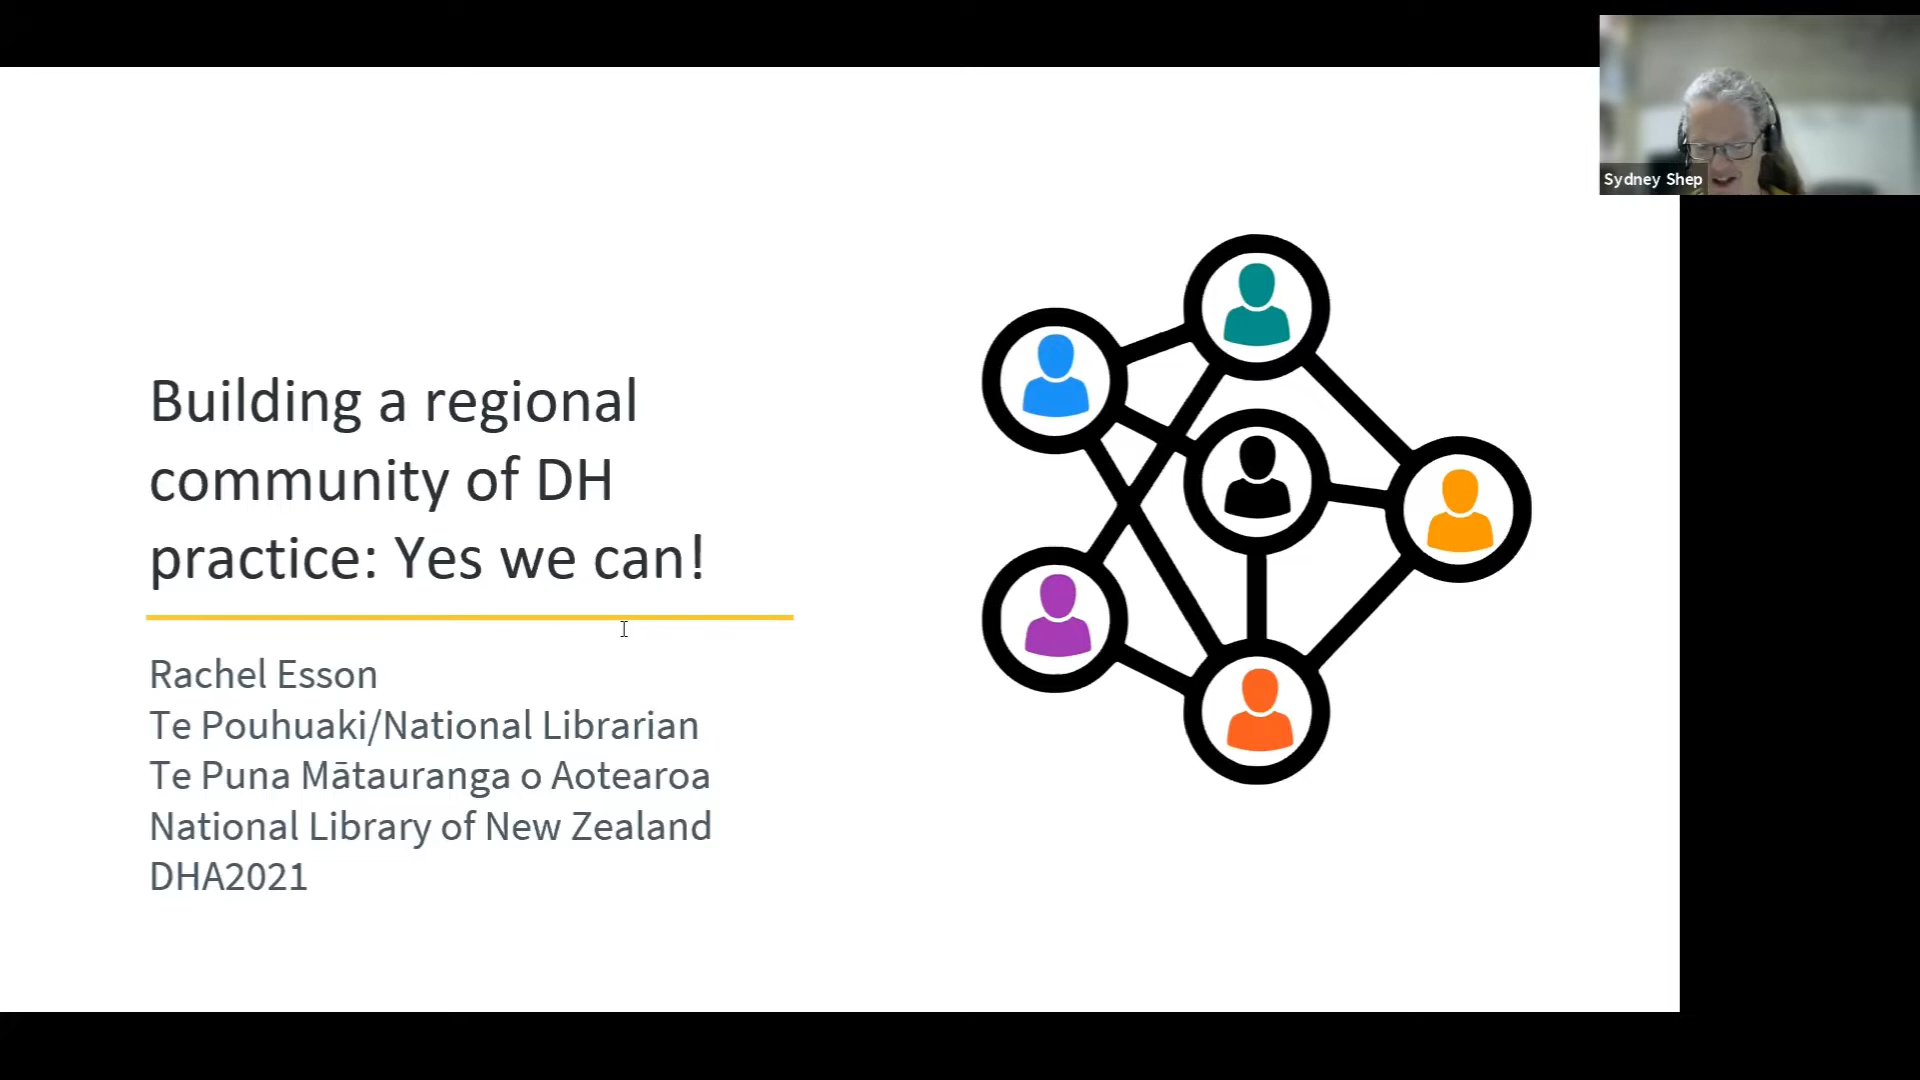 Sydney Shep
Building a regional
community of DH
practice: Yes we can!
Rachel Esson
Te Pouhuaki/National Librarian
Te Puna Mātauranga o Aotearoa
National Library of New Zealand
DHA2021